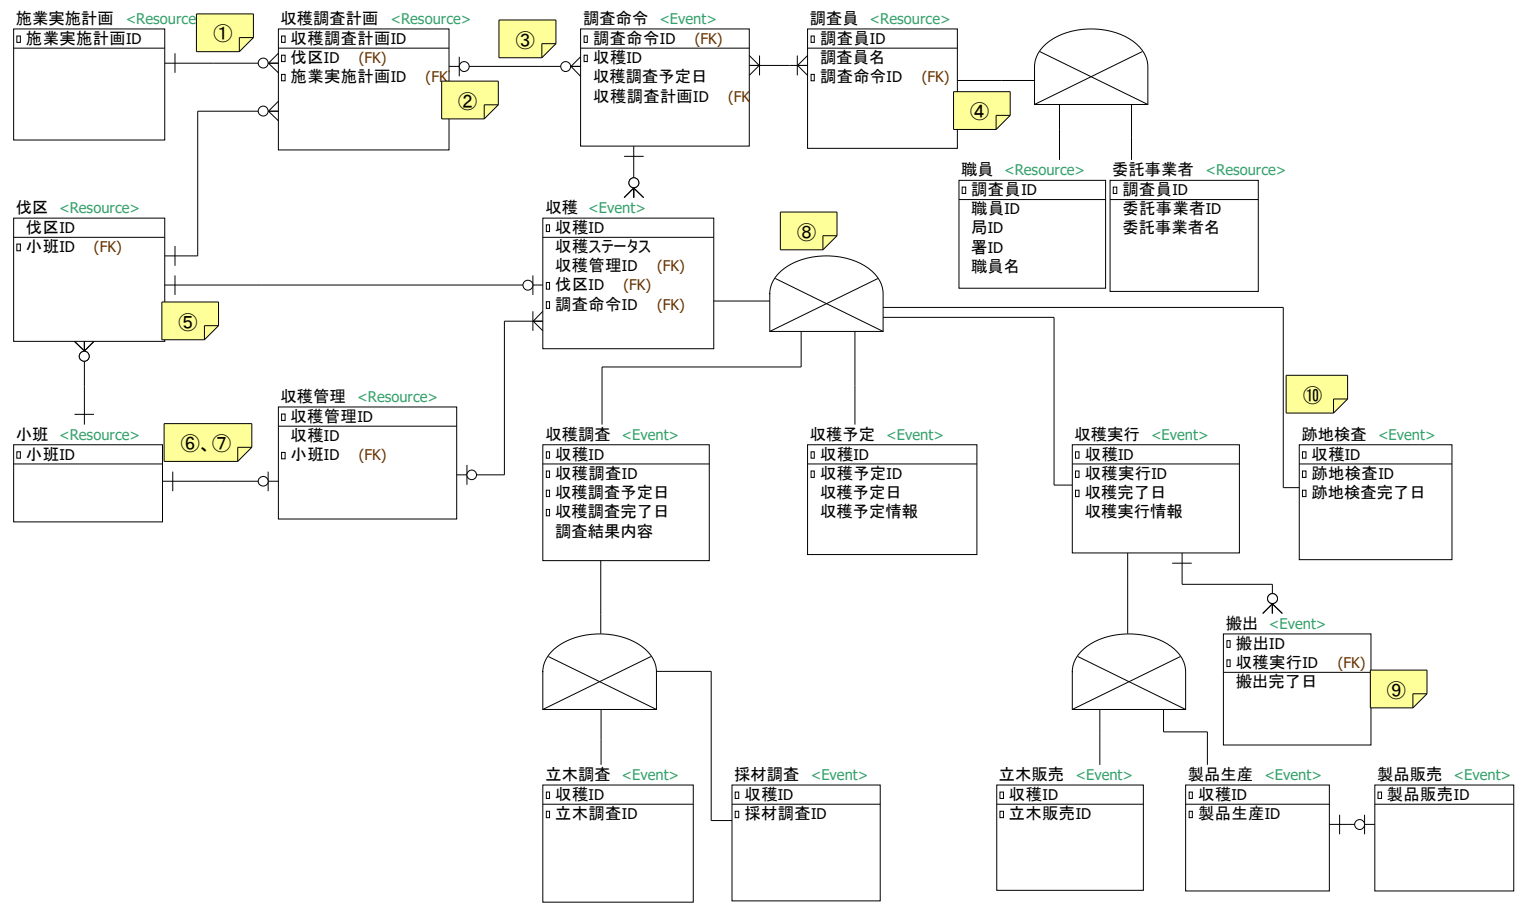 施業実施計画 <Resource
施業実施計画ID
①
収穫調査計画 <Resource>
収穫調査計画ID
伐区ID (FK)
施業実施計画ID (FK
②
③
調査命令 <Event>
調査命令ID (FK)
収穫ID
収穫調査予定日
収穫調査計画ID (FK
調査員 <Resource>
調査員ID
調査員名
調査命令ID (FK)
④
職員 <Resource>
調査員ID
職員ID
局ID
署ID
職員名
委託事業者 <Resource>
調査員ID
委託事業者ID
委託事業者名
伐区 <Resource>
伐区ID
小班ID (FK)
⑤
収穫 <Event>
収穫ID
収穫ステータス
収穫管理ID (FK)
伐区ID (FK)
調査命令ID (FK)
⑧
小班 <Resource>
小班ID
⑥、⑦
収穫管理 <Resource>
収穫管理ID
収穫ID
小班ID (FK)
収穫調査 <Event>
収穫ID
収穫調査ID
収穫調査予定日
収穫調査完了日
調査結果内容
収穫予定 <Event>
収穫ID
収穫予定ID
収穫予定日
収穫予定情報
収穫実行 <Event>
収穫ID
収穫実行ID
収穫完了日
収穫実行情報
⑩
跡地検査 <Event>
収穫ID
跡地検査ID
跡地検査完了日
搬出 <Event>
搬出ID
収穫実行ID (FK)
搬出完了日
⑨
立木調査 <Event>
収穫ID
立木調査ID
採材調査 <Event>
収穫ID
採材調査ID
立木販売 <Event>
収穫ID
立木販売ID
製品生産 <Event>
収穫ID
製品生産ID
製品販売 <Event>
製品販売ID